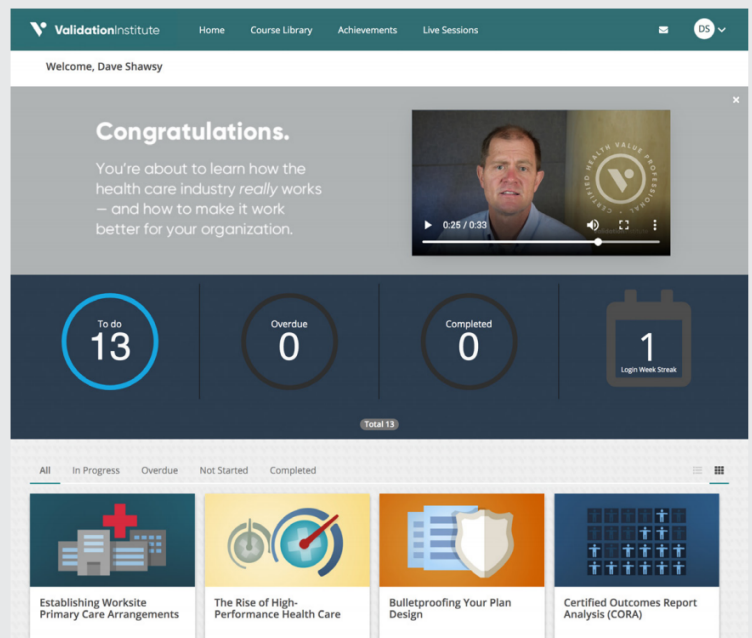 ValidationInstitute
Home
Course Library
Achievements
Live Sessions
DS
Welcome, Dave Shawsy
Congratulations.
You're about to learn how the
health care industry really works
— and how to make it work
better for your organization.
CERTIFIED HEALTH VALUE PROFESSIONAL
0:25 / 0:33
To do
13
Overdue
0
Completed
0
1
Login Week Streak
Total 13
All
In Progress
Overdue
Not Started
Completed
Establishing Worksite
Primary Care Arrangements
The Rise of High-
Performance Health Care
Bulletproofing Your Plan
Design
Certified Outcomes Report
Analysis (CORA)